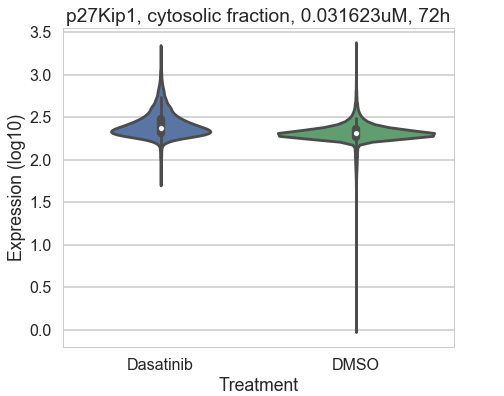 p27Kip1, cytosolic fraction, 0.031623uM, 72h
3.5
3.0
2.5
2.0
1.5
1.0
0.5
0.0
Expression (log10)
Dasatinib DMSO
Treatment